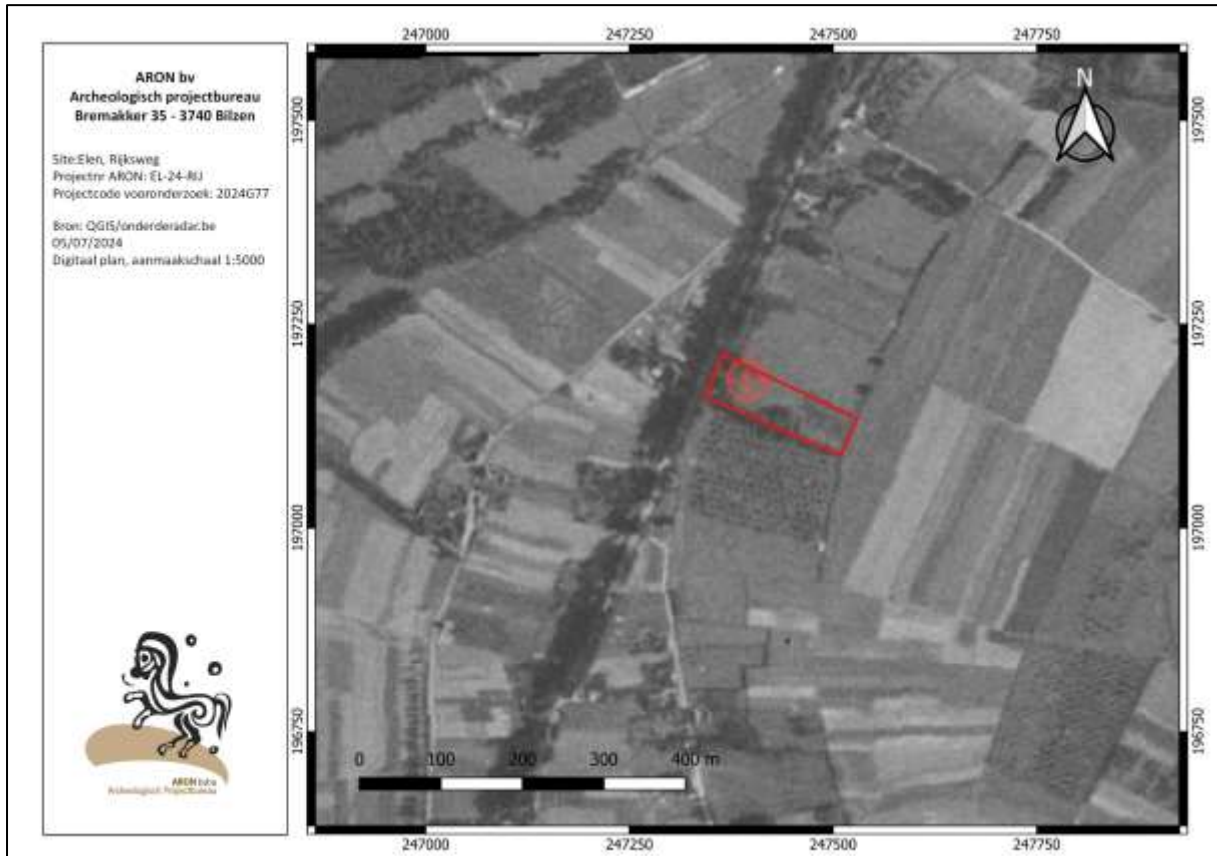 ARON bv
Archeologisch projectbureau
Bremakker 35 - 3740 Bilzen
Site:Elen, Rijksweg
Projectnr ARON: EL-24-RIJ
Projectcode vooronderzoek: 2024G77
Bron: QGIS/onderderadar.be
05/07/2024
Digitaal plan, aanmaakschaal 1:5000
ARON bvba
Archeologisch Projectbureau
247000 247250 247500 247750
197500 197500
N
197250 197250
197000 197000
196750 196750
0 100 200 300 400 m
247000 247250 247500 247750